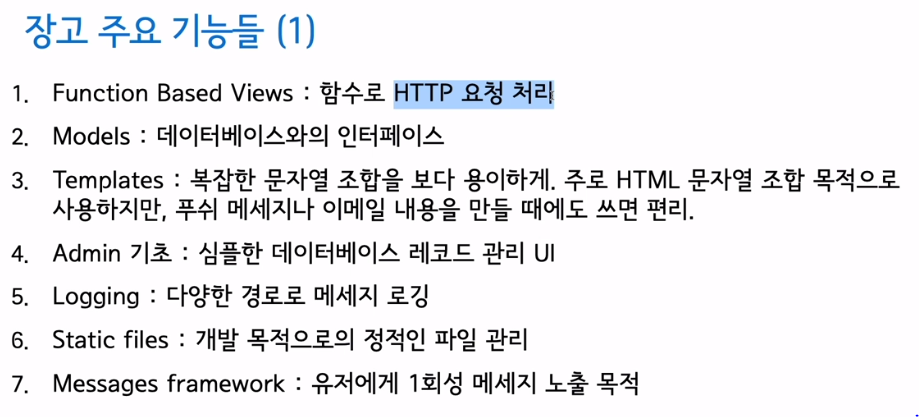 장고 주요 기능들 (1)
1. Function Based Views : 함수로 HTTP 요청 처리
2. Models : 데이터베이스와의 인터페이스
3. Templates : 복잡한 문자열 조합을 보다 용이하게. 주로 HTML 문자열 조합 목적으로
사용하지만, 푸쉬 메세지나 이메일 내용을 만들 때에도 쓰면 편리.
4. Admin 기초 : 심플한 데이터베이스 레코드 관리 UI
5. Logging : 다양한 경로로 메세지 로깅
6. Static files : 개발 목적으로의 정적인 파일 관리
7. Messages framework : 유저에게 1회성 메세지 노출 목적